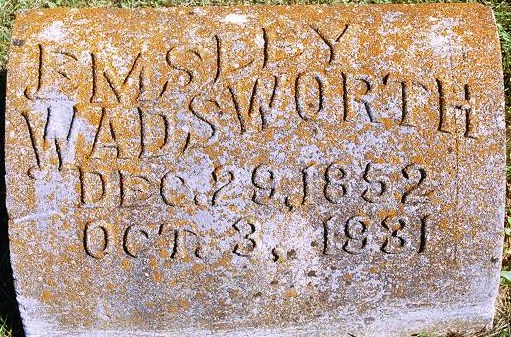 EMSLEY
WADSWORTH
DEC. 29, 1852
OCT. 3, 1931